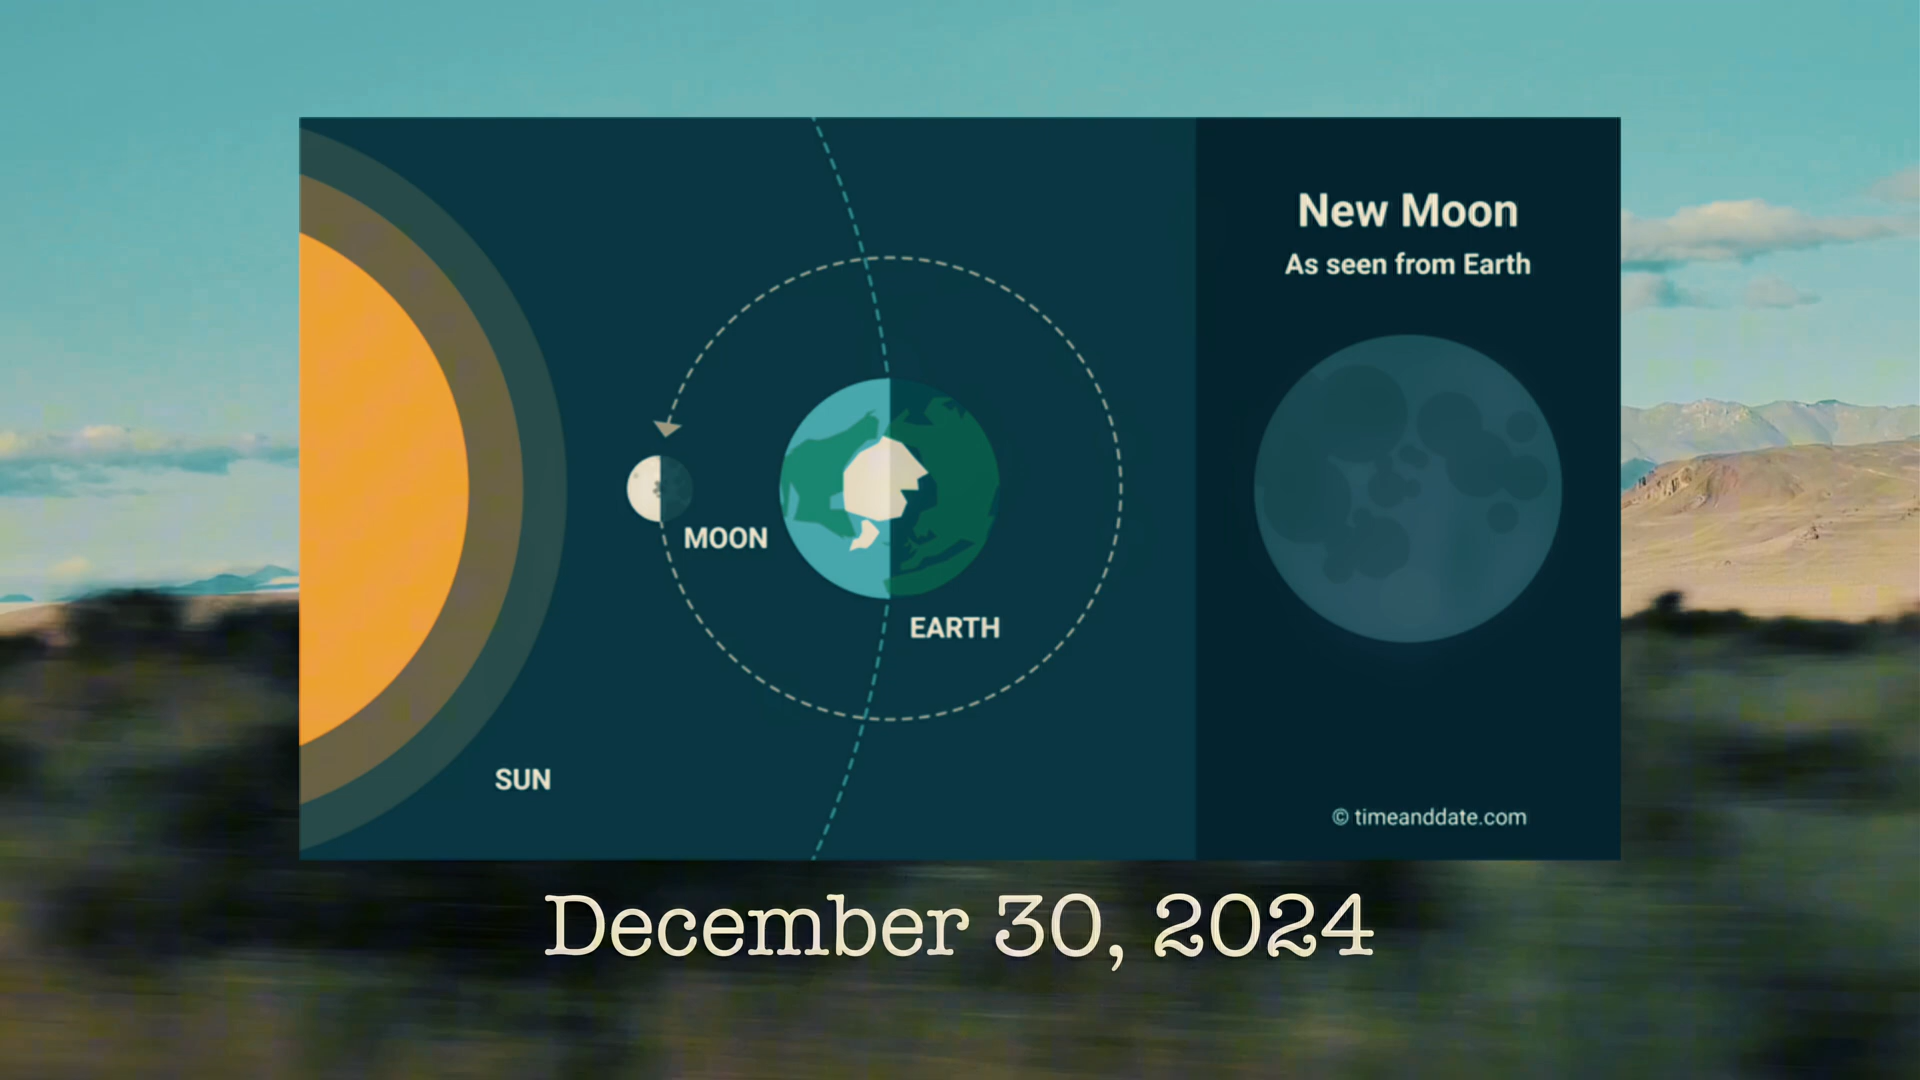 New Moon
As seen from Earth
MOON
EARTH
SUN
© timeanddate.com
December 30, 2024